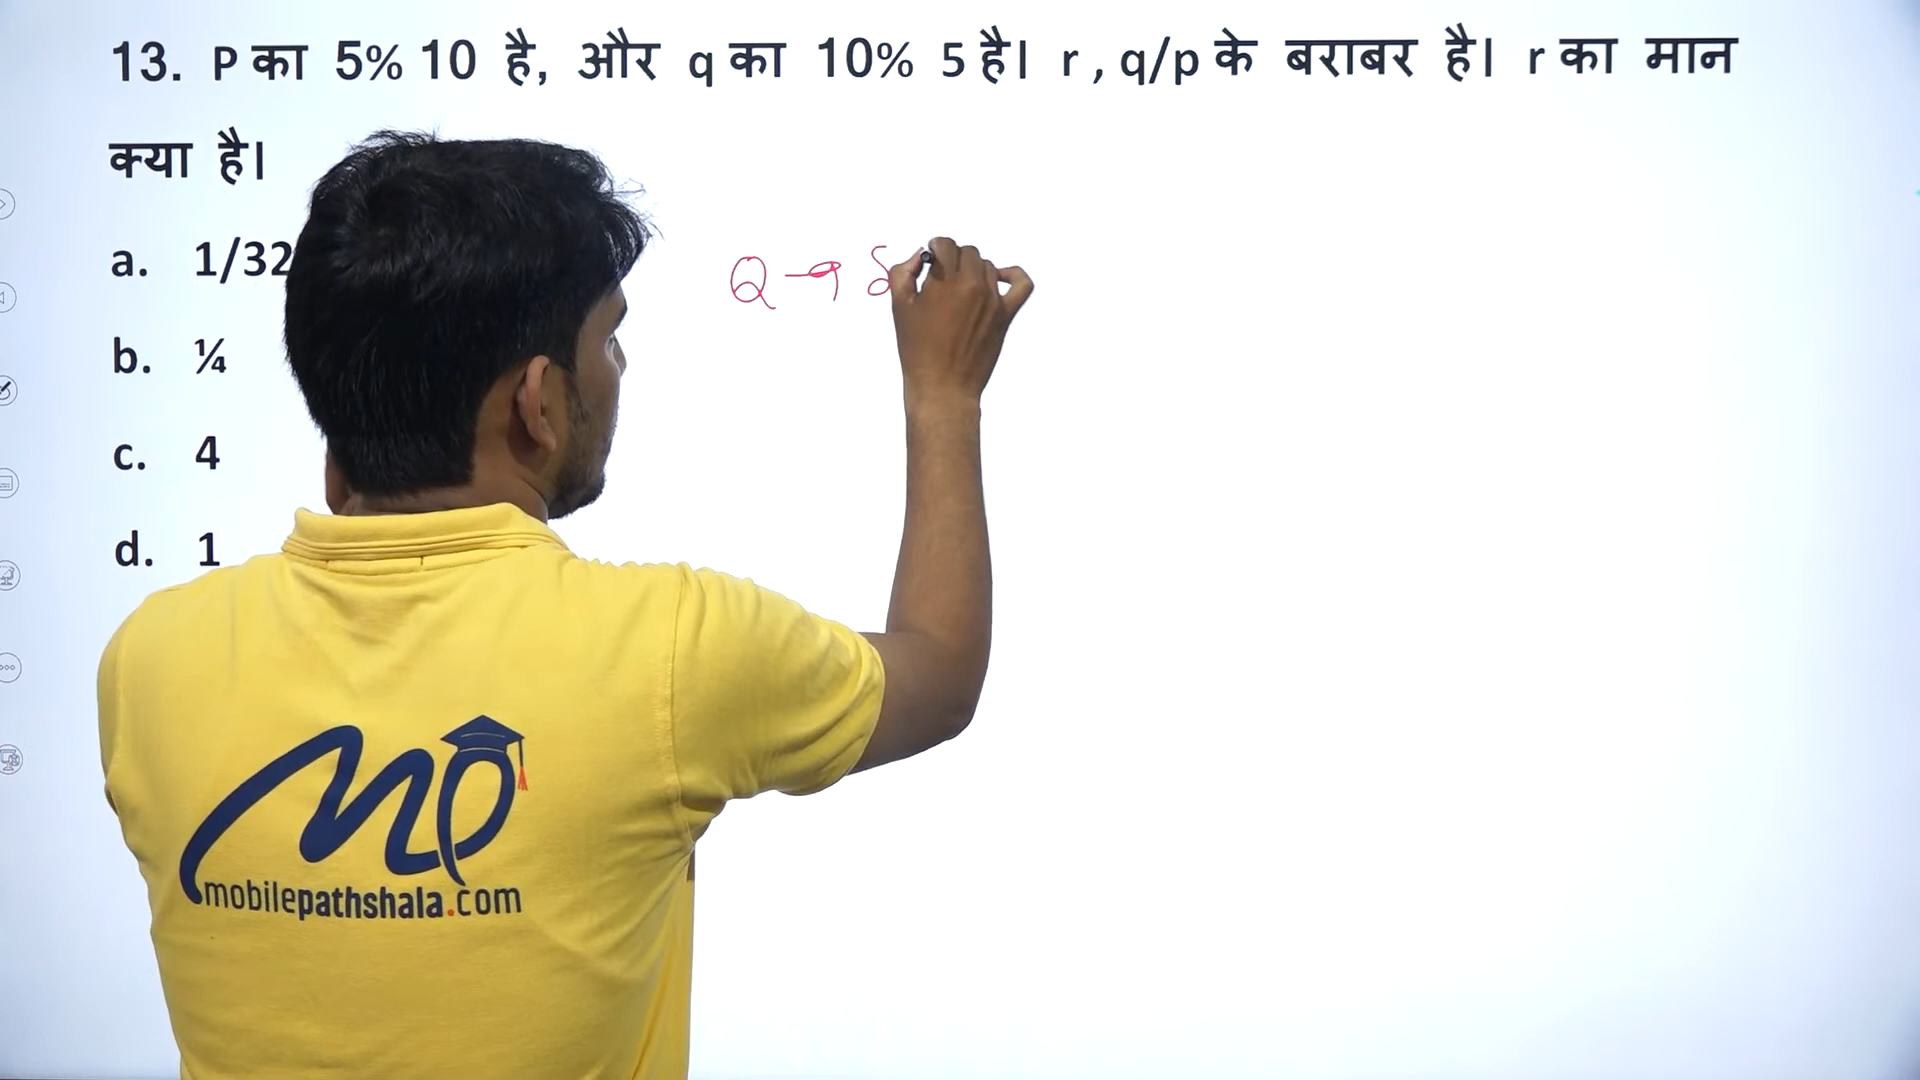 13. P का 5% 10 है, और q का 10% 5 है। r , q/p के बराबर है। r का मान
क्या है।
a. 1/32
b. ¼
c. 4
d. 1
Q
mobilepathshala.com